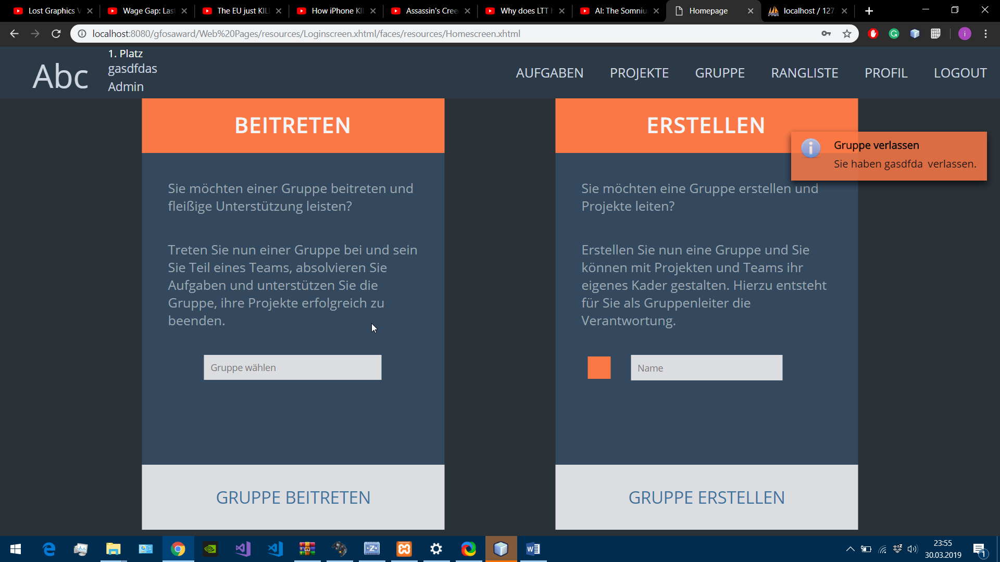 Lost Graphics V
Wage Gap: Las
The EU just KIL
How iPhone KI
Assassin's Cree
Why does LTT
AI: The Somniu
Homepage
localhost / 127.
localhost:8080/gfosaward/Web%20Pages/resources/Loginscreen.xhtml/faces/resources/Homescreen.xhtml
Abc
1. Platz
gasdfdas
Admin
AUFGABEN
PROJEKTE
GRUPPE
RANGLISTE
PROFIL
LOGOUT
BEITRETEN
Sie möchten einer Gruppe beitreten und
fleißige Unterstützung leisten?
Treten Sie nun einer Gruppe bei und sein
Sie Teil eines Teams, absolvieren Sie
Aufgaben und unterstützen Sie die
Gruppe, ihre Projekte erfolgreich zu
beenden.
Gruppe wählen
GRUPPE BEITRETEN
ERSTELLEN
Gruppe verlassen
Sie haben gasdfda verlassen.
Sie möchten eine Gruppe erstellen und
Projekte leiten?
Erstellen Sie nun eine Gruppe und Sie
können mit Projekten und Teams ihr
eigenes Kader gestalten. Hierzu entsteht
für Sie als Gruppenleiter die
Verantwortung.
Name
GRUPPE ERSTELLEN
23:55
30.03.2019
1